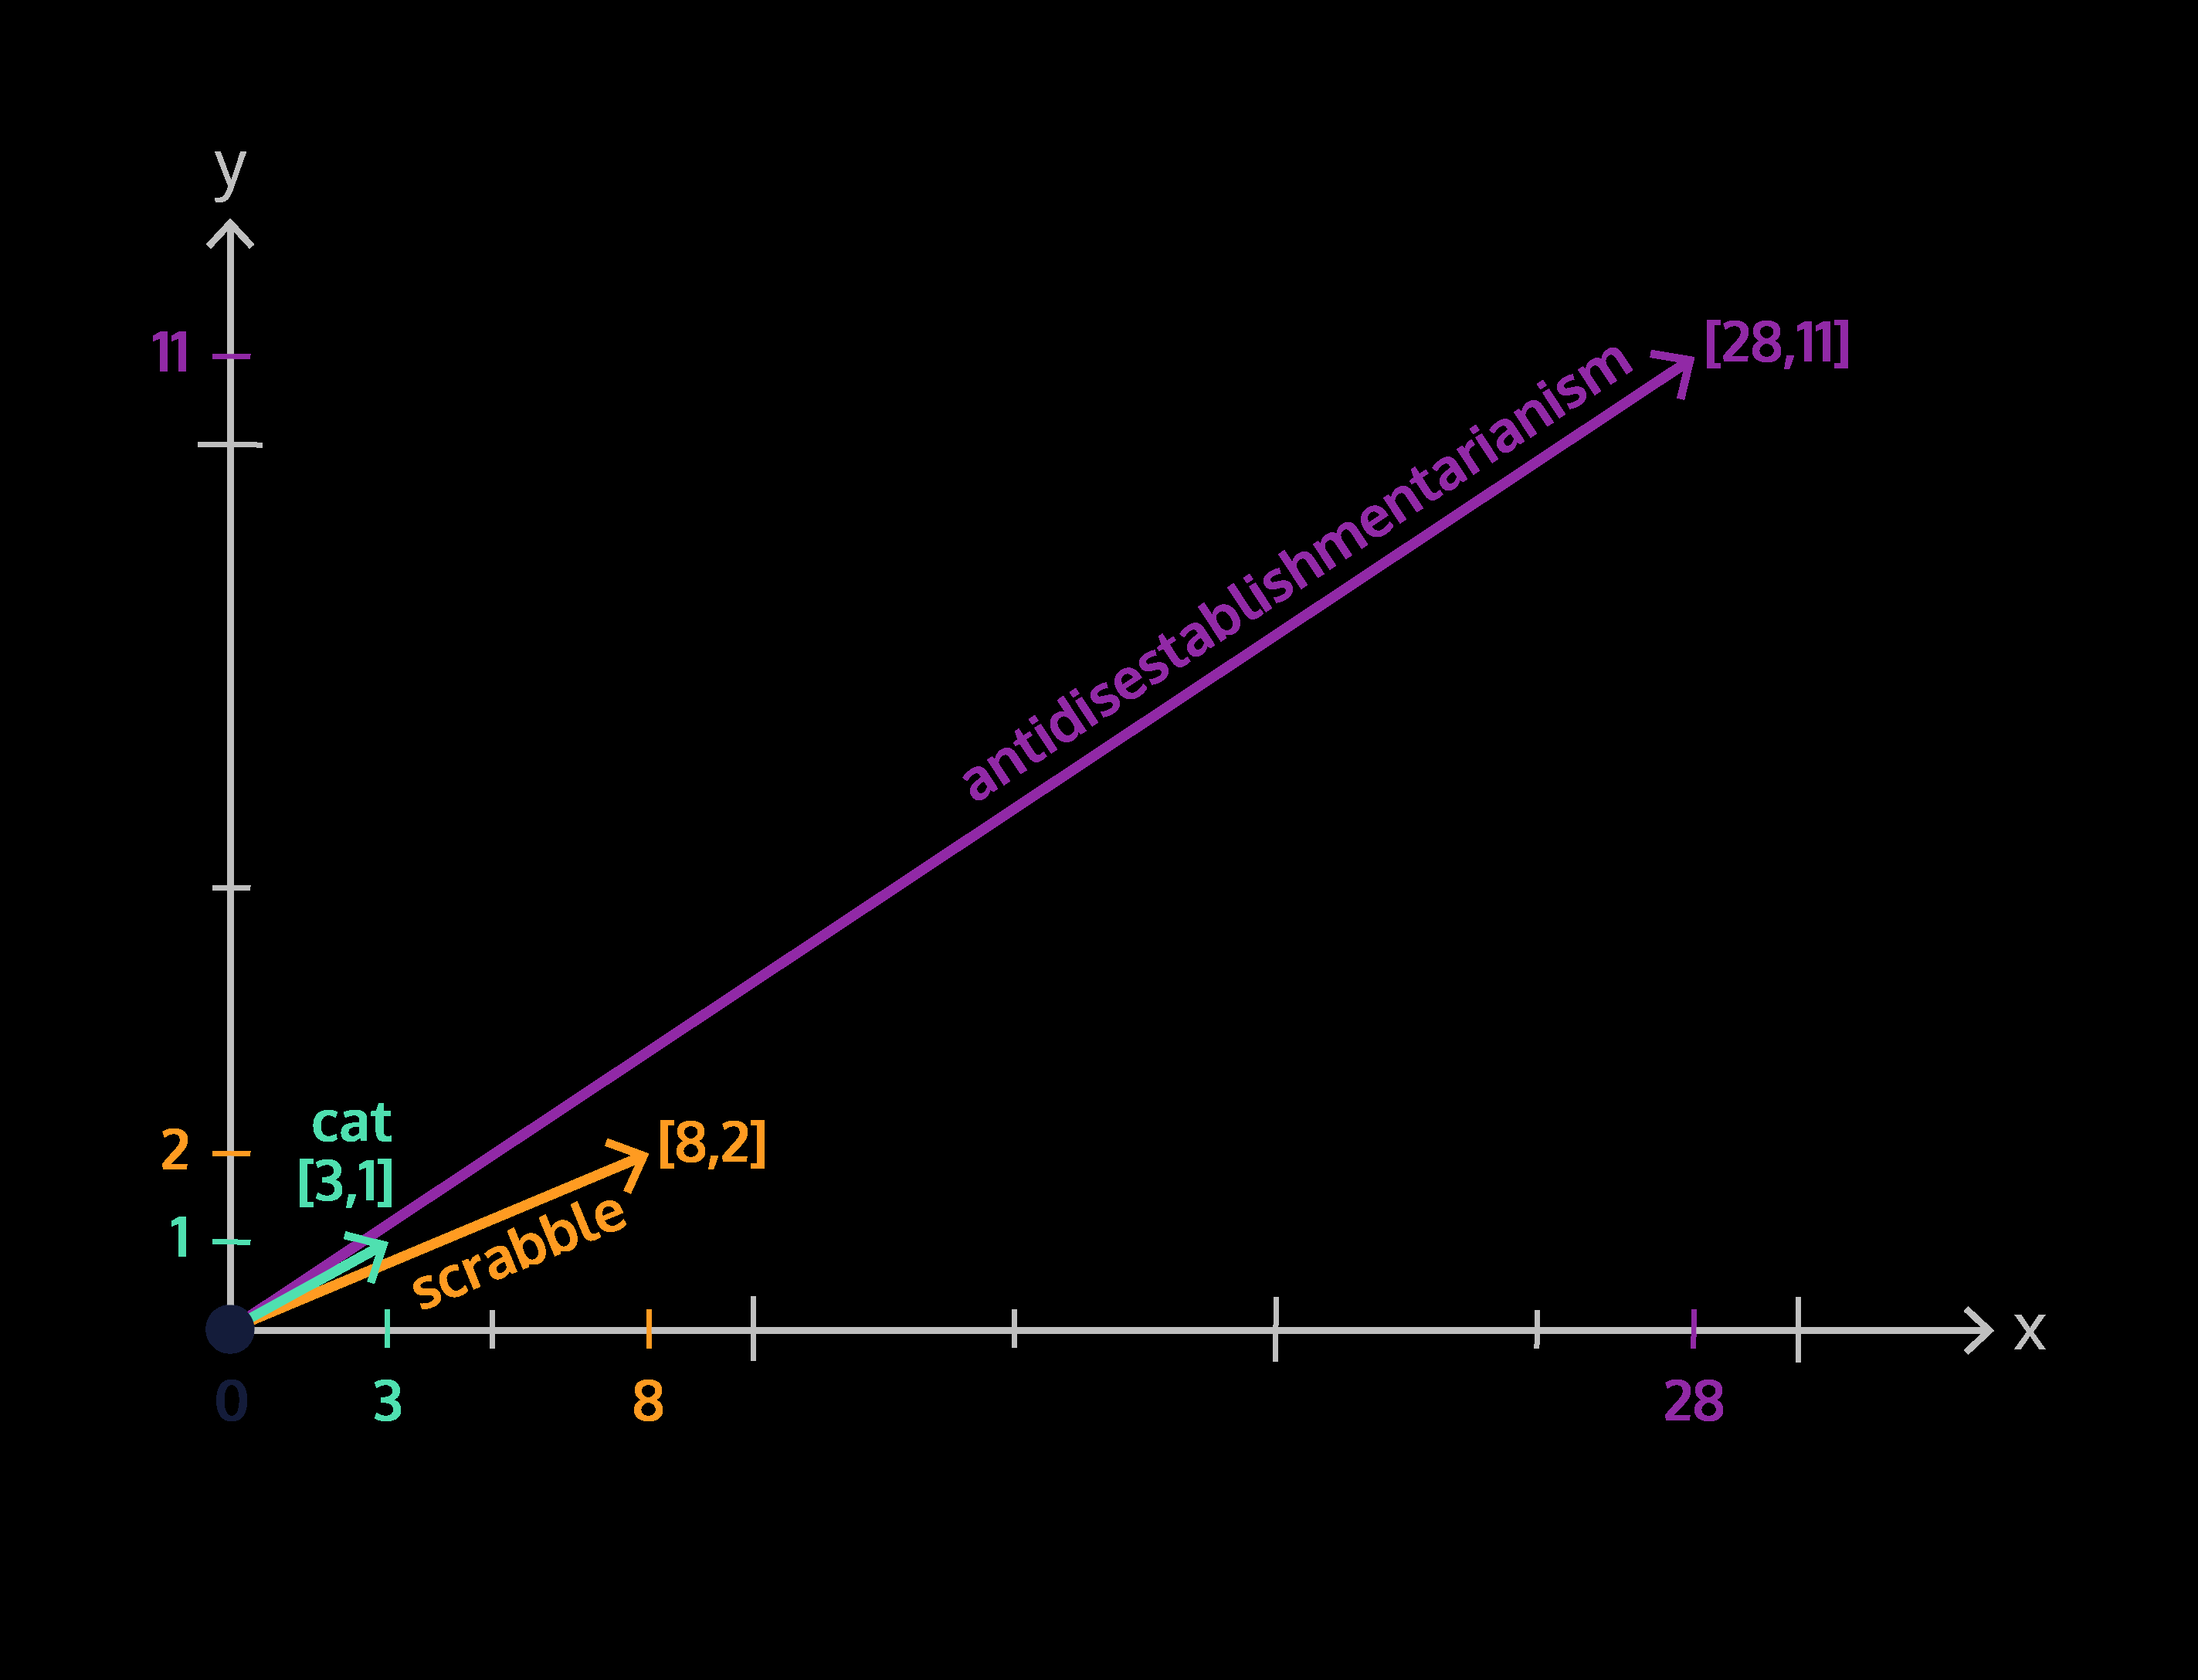 y
11
[28,11]
antidisestablishmentarianism
cat
[3,1]
2
[8,2]
1
scrabble
x
0
3
8
28